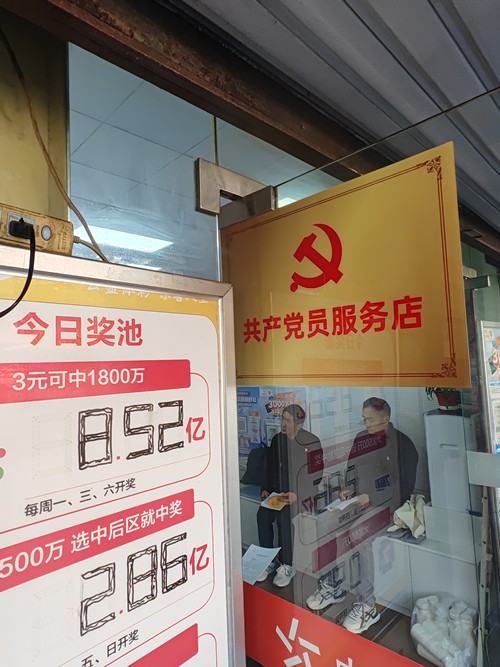 今日奖池
3元可中1800万
8.52亿
每周一、三、六开奖
500万 选中后区就中奖
2.86亿
五、日开奖
共产党员服务店